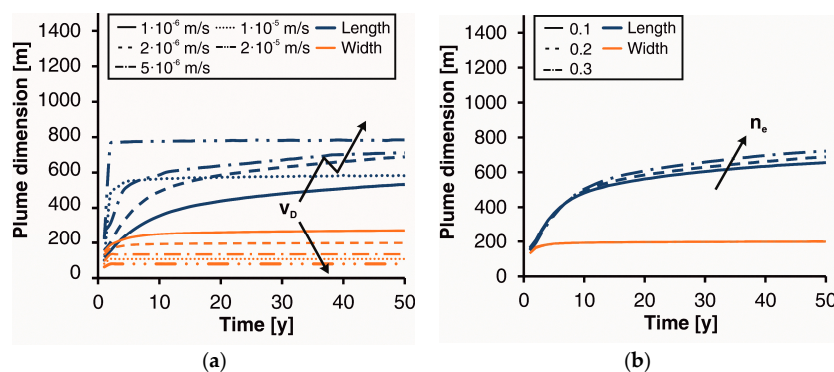 (a)
1·10⁻⁶ m/s 1·10⁻⁵ m/s Length
2·10⁻⁶ m/s 2·10⁻⁵ m/s Width
5·10⁻⁶ m/s
Plume dimension [m]
1400
1200
1000
800
600
400
200
0
v_D
0 10 20 30 40 50
Time [y]
(a)
(b)
0.1 Length
0.2 Width
0.3
Plume dimension [m]
1400
1200
1000
800
600
400
200
0
n_e
0 10 20 30 40 50
Time [y]
(b)